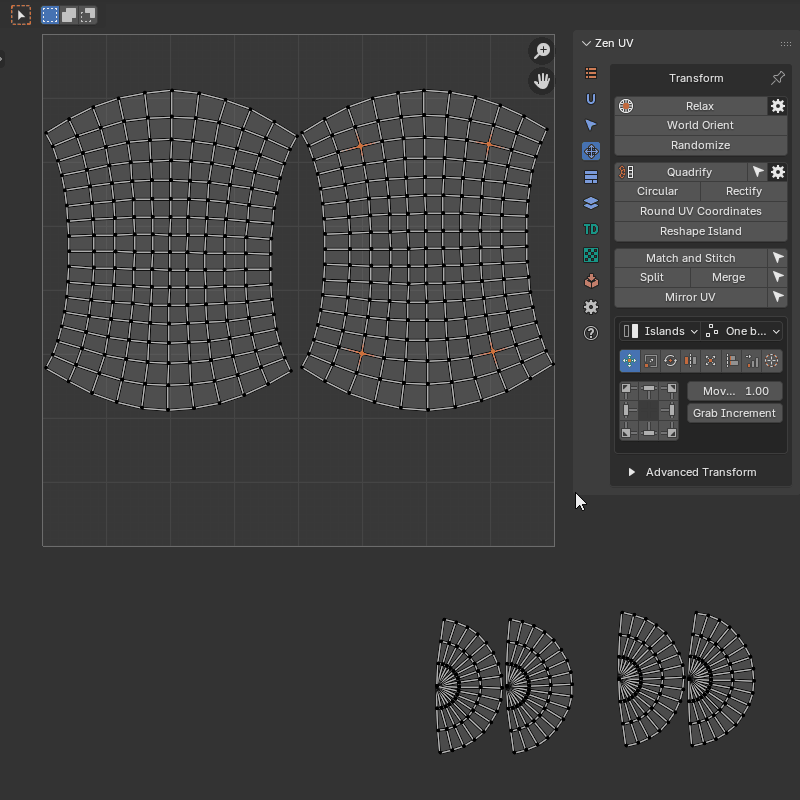 Zen UV
Transform
Relax
World Orient
Randomize
Quadrify
Circular Rectify
Round UV Coordinates
Reshape Island
Match and Stitch
Split Merge
Mirror UV
Islands One b...
Mov... 1.00
Grab Increment
Advanced Transform
TD